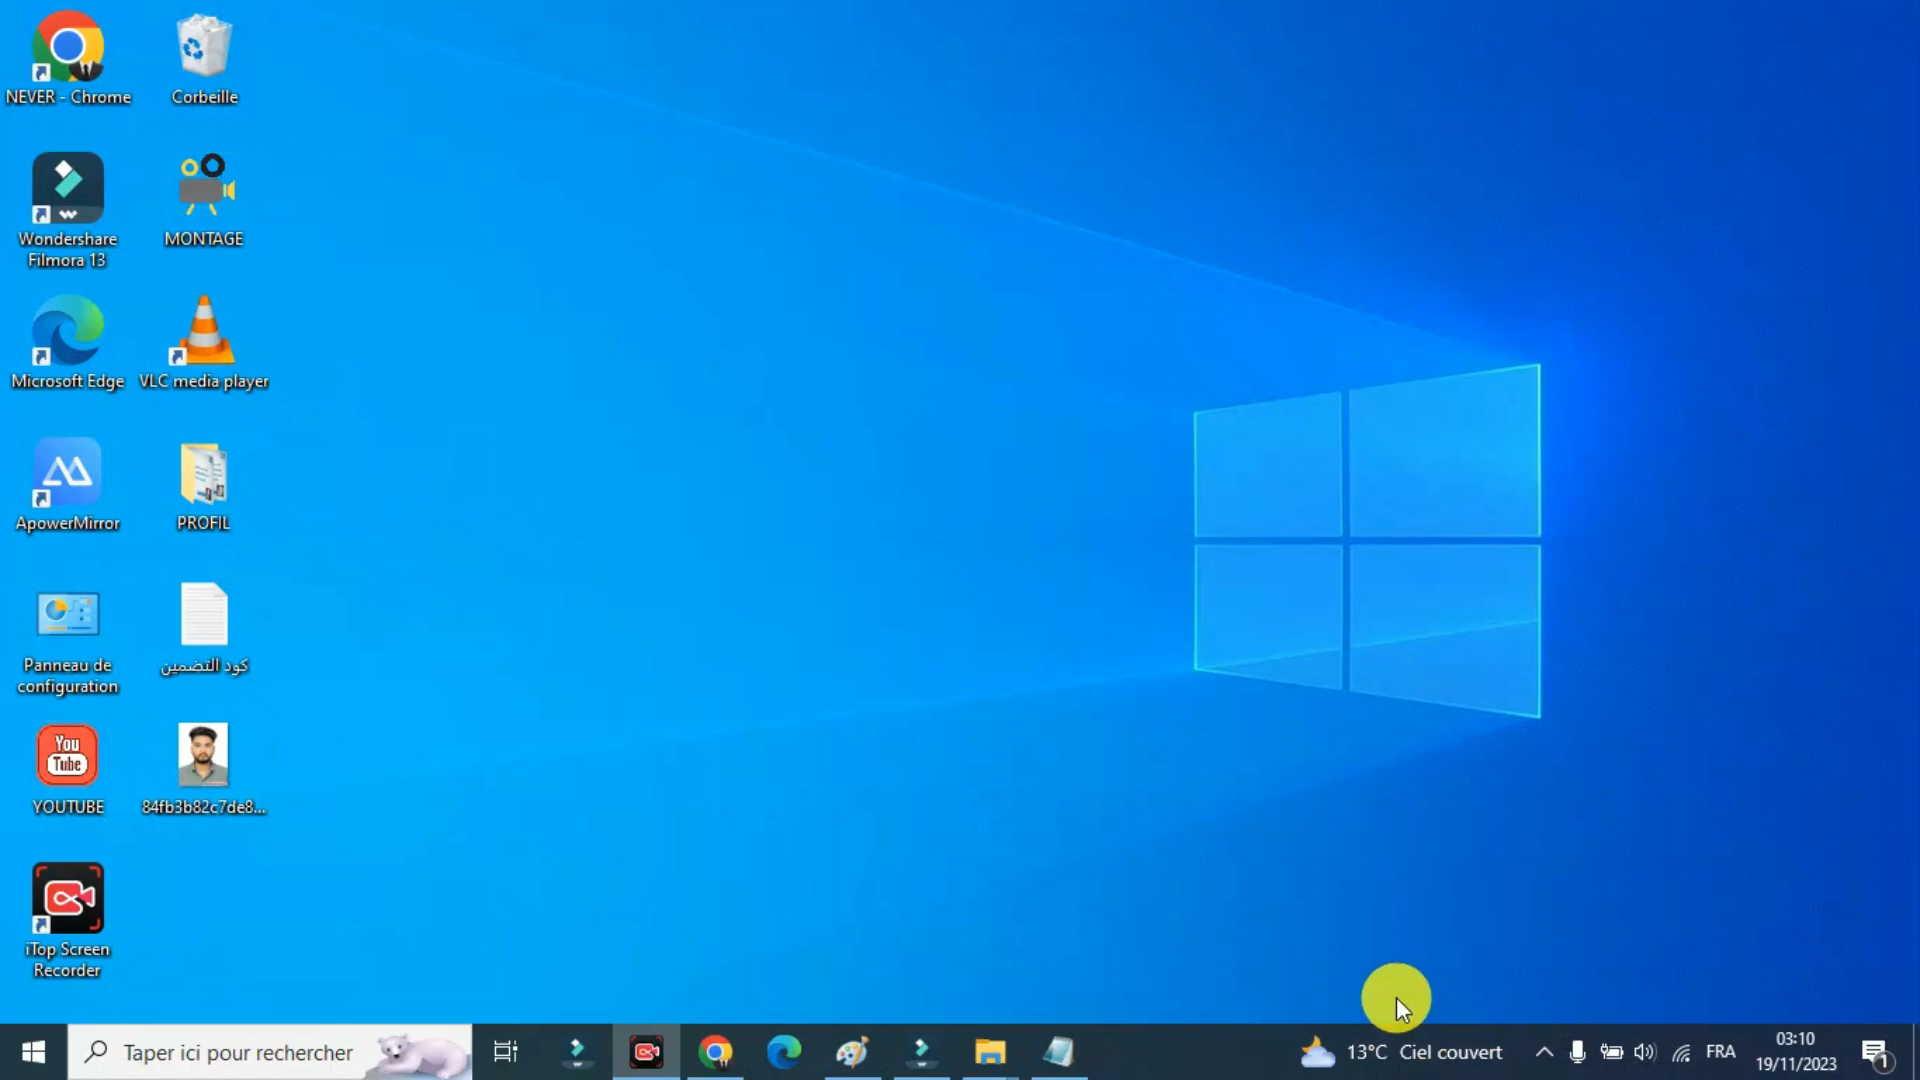 NEVER - Chrome
Corbeille
Wondershare
Filmora 13
MONTAGE
Microsoft Edge
VLC media player
ApowerMirror
PROFIL
Panneau de
configuration
كود التضمين
You
Tube
YOUTUBE
84fb3b82c7de8...
iTop Screen
Recorder
Taper ici pour rechercher
13°C Ciel couvert
FRA
03:10
19/11/2023
1